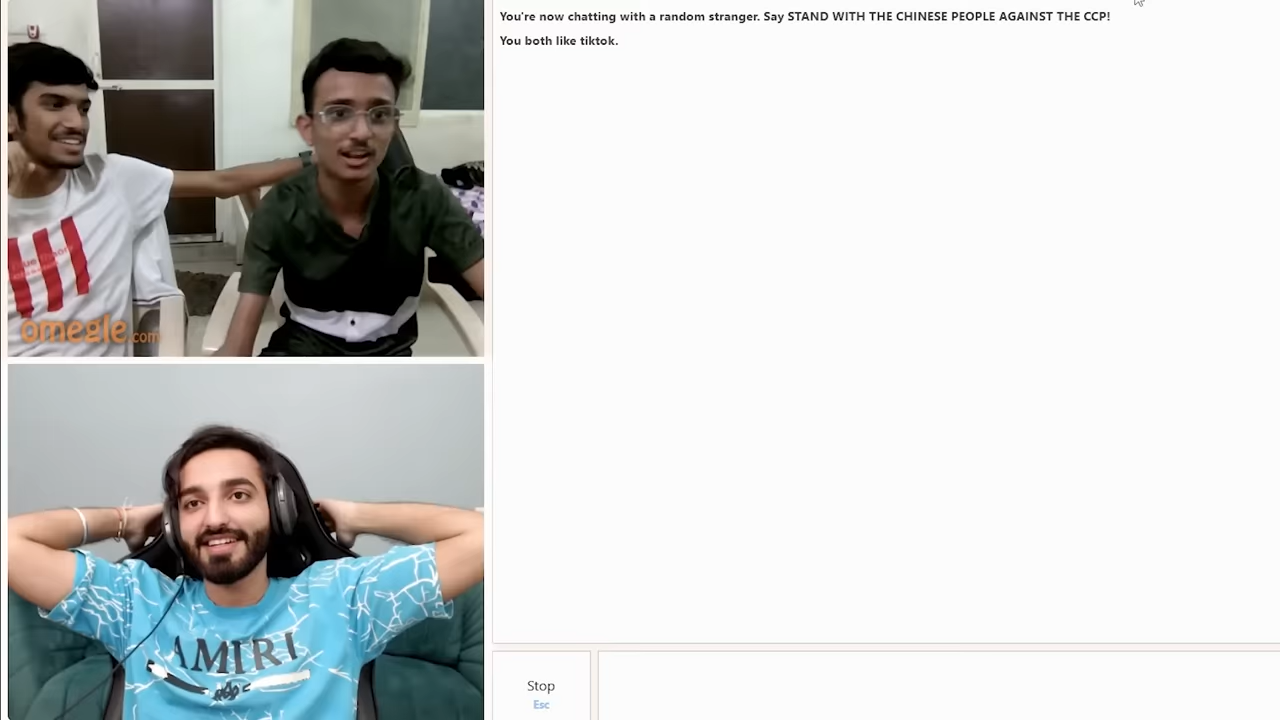 You're now chatting with a random stranger. Say STAND WITH THE CHINESE PEOPLE AGAINST THE CCP!
You both like tiktok.
omegle.com
AMIRI
Stop
Esc